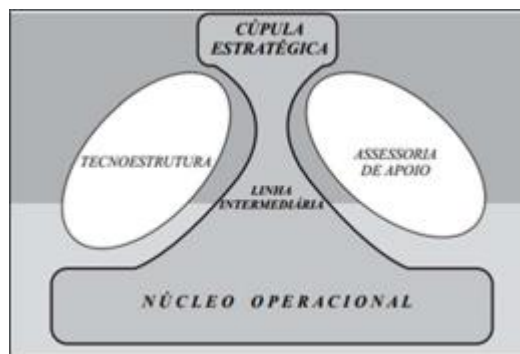 CÚPULA
ESTRATÉGICA
TECNOESTRUTURA
ASSESSORIA
DE APOIO
LINHA
INTERMEDIÁRIA
NÚCLEO OPERACIONAL